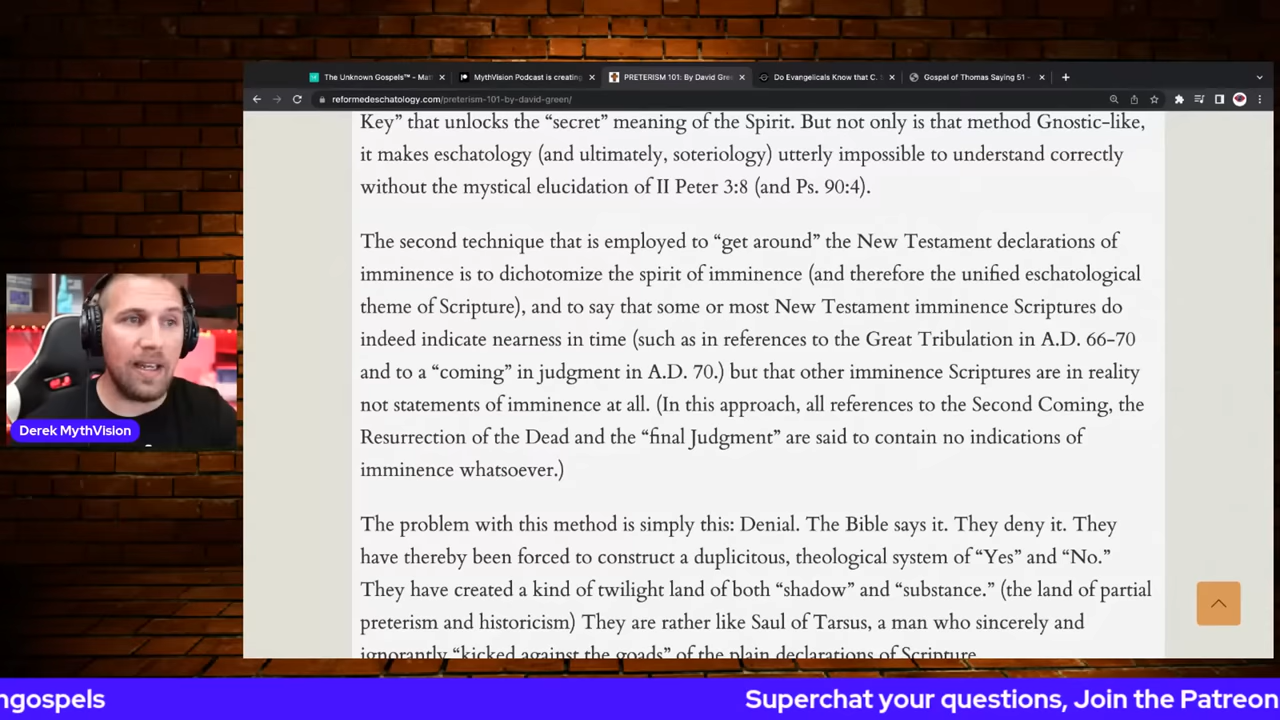 The Unknown Gospels™ - Mat
MythVision Podcast is creating
PRETERISM 101: By David Gre
Do Evangelicals Know that C. S
Gospel of Thomas Saying 51 -
reformedeschatology.com/preterism-101-by-david-green/
Key” that unlocks the “secret” meaning of the Spirit. But not only is that method Gnostic-like,
it makes eschatology (and ultimately, soteriology) utterly impossible to understand correctly
without the mystical elucidation of II Peter 3:8 (and Ps. 90:4).
The second technique that is employed to “get around” the New Testament declarations of
imminence is to dichotomize the spirit of imminence (and therefore the unified eschatological
theme of Scripture), and to say that some or most New Testament imminence Scriptures do
indeed indicate nearness in time (such as in references to the Great Tribulation in A.D. 66-70
and to a “coming” in judgment in A.D. 70.) but that other imminence Scriptures are in reality
not statements of imminence at all. (In this approach, all references to the Second Coming, the
Resurrection of the Dead and the “final Judgment” are said to contain no indications of
imminence whatsoever.)
The problem with this method is simply this: Denial. The Bible says it. They deny it. They
have thereby been forced to construct a duplicitous, theological system of “Yes” and “No.”
They have created a kind of twilight land of both “shadow” and “substance.” (the land of partial
preterism and historicism) They are rather like Saul of Tarsus, a man who sincerely and
ignorantly “kicked against the goads” of the plain declarations of Scripture.
Derek MythVision
ngospels
Superchat your questions, Join the Patreon